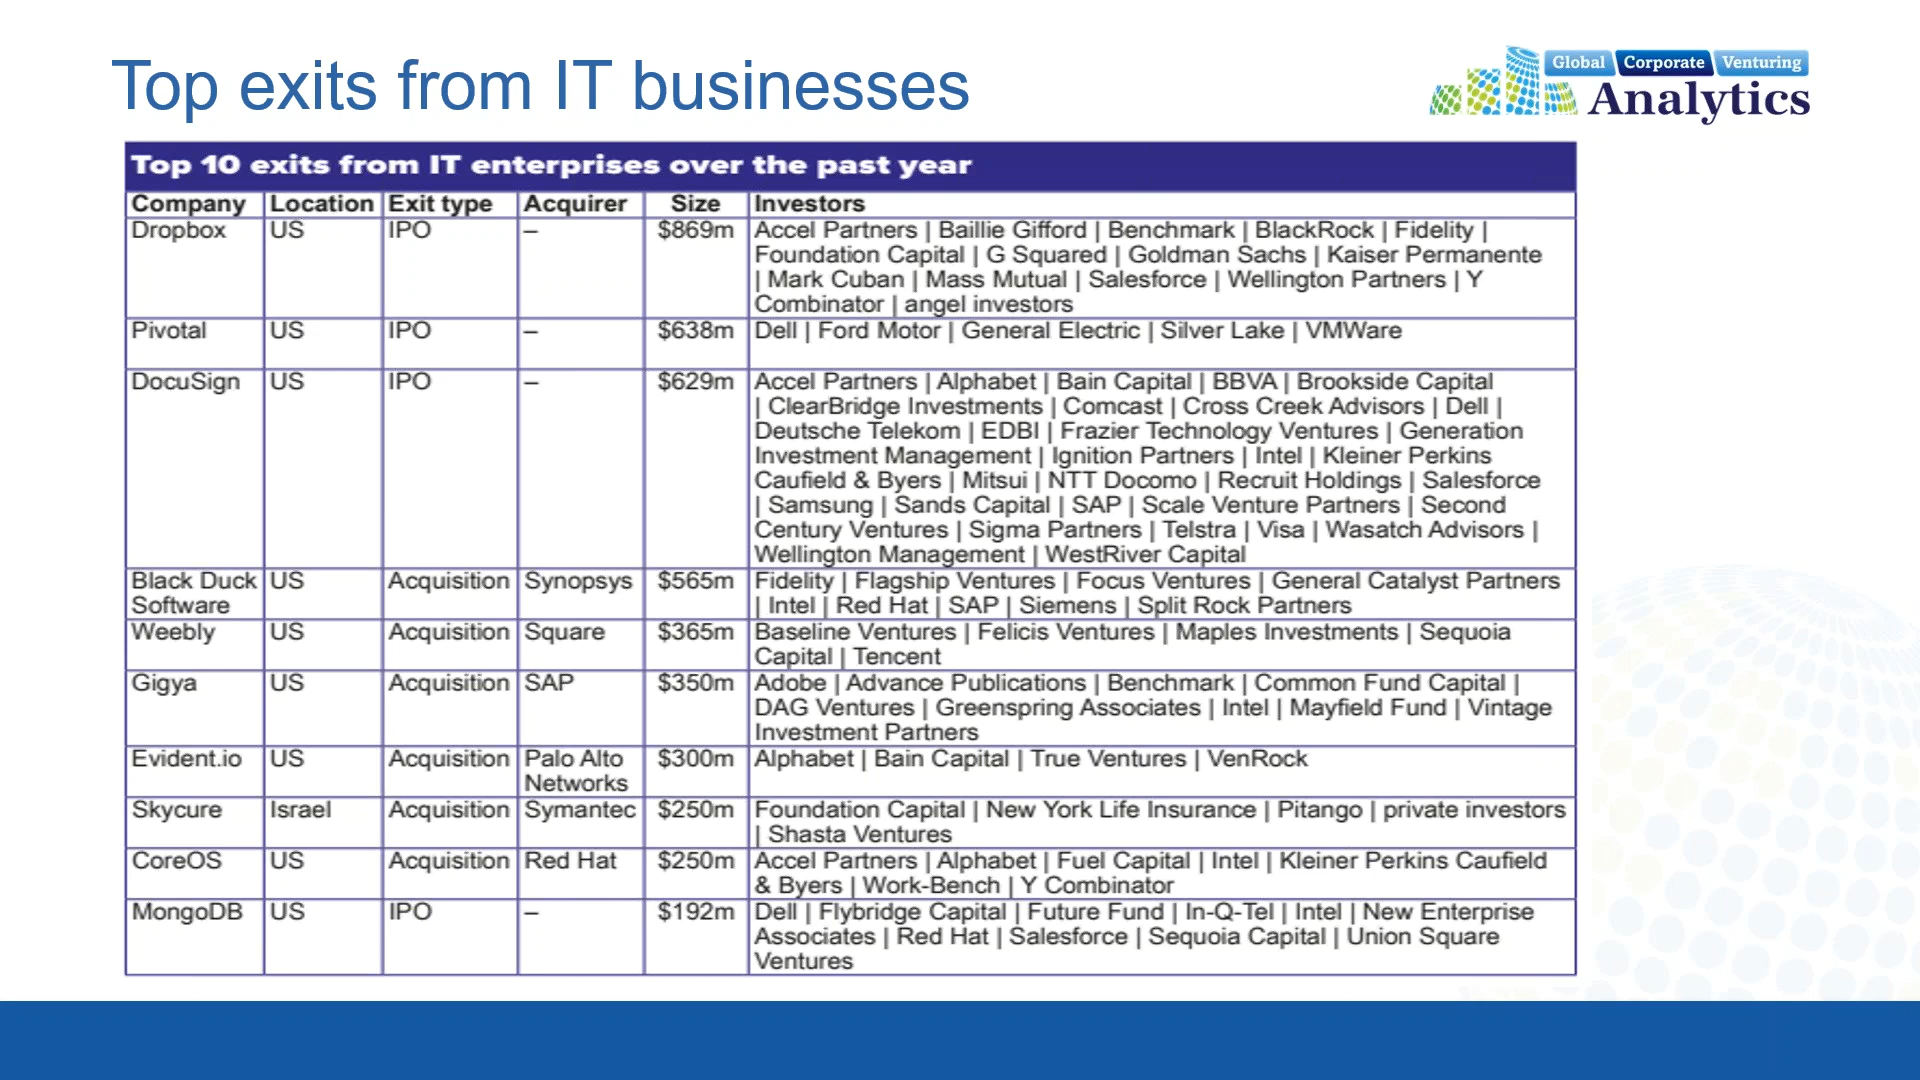 Top exits from IT businesses
Global Corporate Venturing
Analytics
Top 10 exits from IT enterprises over the past year
Company Location Exit type Acquirer Size Investors
Dropbox US IPO – $869m Accel Partners | Baillie Gifford | Benchmark | BlackRock | Fidelity |
Foundation Capital | G Squared | Goldman Sachs | Kaiser Permanente
| Mark Cuban | Mass Mutual | Salesforce | Wellington Partners | Y
Combinator | angel investors
Pivotal US IPO – $638m Dell | Ford Motor | General Electric | Silver Lake | VMWare
DocuSign US IPO – $629m Accel Partners | Alphabet | Bain Capital | BBVA | Brookside Capital
| ClearBridge Investments | Comcast | Cross Creek Advisors | Dell |
Deutsche Telekom | EDBI | Frazier Technology Ventures | Generation
Investment Management | Ignition Partners | Intel | Kleiner Perkins
Caufield & Byers | Mitsui | NTT Docomo | Recruit Holdings | Salesforce
| Samsung | Sands Capital | SAP | Scale Venture Partners | Second
Century Ventures | Sigma Partners | Telstra | Visa | Wasatch Advisors |
Wellington Management | WestRiver Capital
Black Duck US Acquisition Synopsys $565m Fidelity | Flagship Ventures | Focus Ventures | General Catalyst Partners
Software | Intel | Red Hat | SAP | Siemens | Split Rock Partners
Weebly US Acquisition Square $365m Baseline Ventures | Felicis Ventures | Maples Investments | Sequoia
Capital | Tencent
Gigya US Acquisition SAP $350m Adobe | Advance Publications | Benchmark | Common Fund Capital |
DAG Ventures | Greenspring Associates | Intel | Mayfield Fund | Vintage
Investment Partners
Evident.io US Acquisition Palo Alto $300m Alphabet | Bain Capital | True Ventures | VenRock
Networks
Skycure Israel Acquisition Symantec $250m Foundation Capital | New York Life Insurance | Pitango | private investors
| Shasta Ventures
CoreOS US Acquisition Red Hat $250m Accel Partners | Alphabet | Fuel Capital | Intel | Kleiner Perkins Caufield
& Byers | Work-Bench | Y Combinator
MongoDB US IPO – $192m Dell | Flybridge Capital | Future Fund | In-Q-Tel | Intel | New Enterprise
Associates | Red Hat | Salesforce | Sequoia Capital | Union Square
Ventures